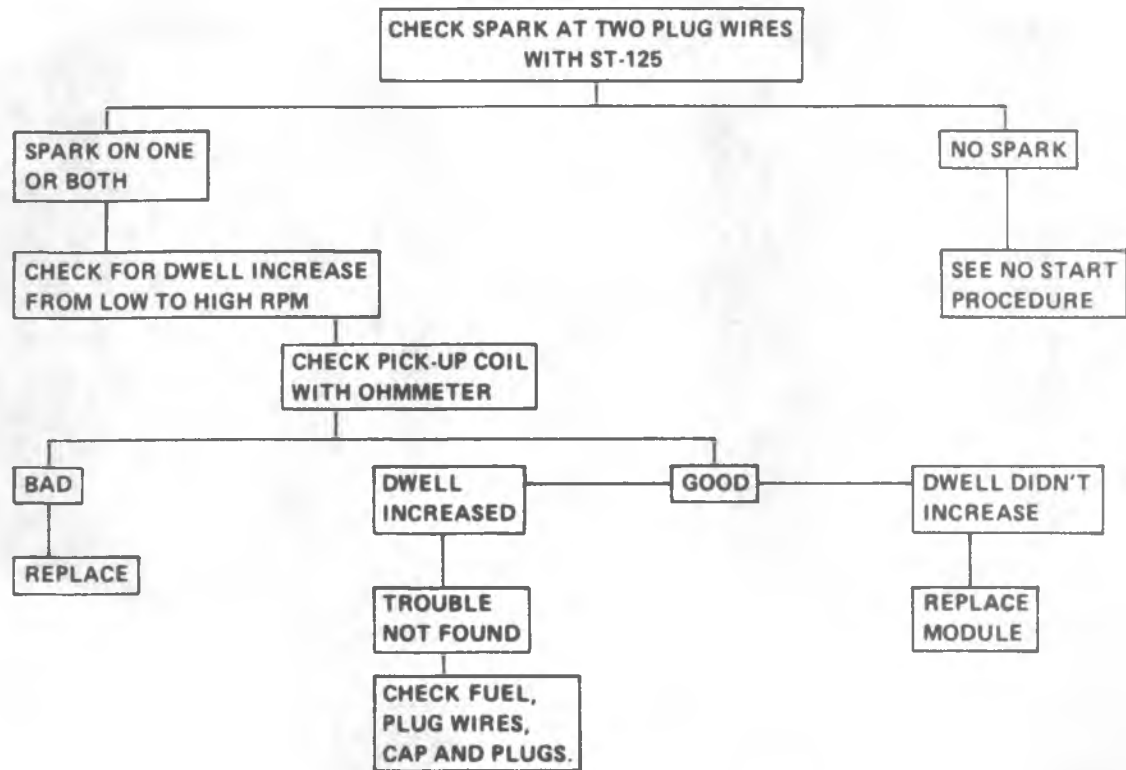 CHECK SPARK AT TWO PLUG WIRES
WITH ST-125
SPARK ON ONE
OR BOTH
NO SPARK
CHECK FOR DWELL INCREASE
FROM LOW TO HIGH RPM
SEE NO START
PROCEDURE
CHECK PICK-UP COIL
WITH OHMMETER
BAD
DWELL
INCREASED
GOOD
DWELL DIDN'T
INCREASE
REPLACE
TROUBLE
NOT FOUND
REPLACE
MODULE
CHECK FUEL,
PLUG WIRES,
CAP AND PLUGS.